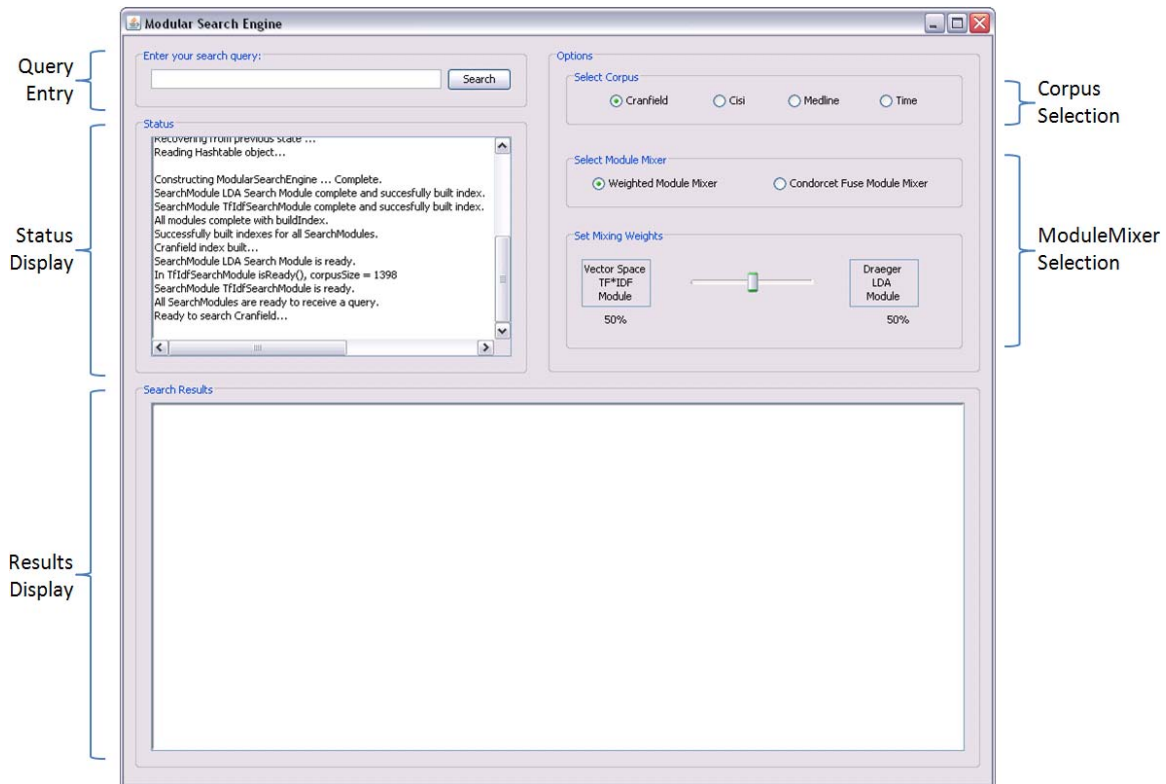 Modular Search Engine
Query
Entry
Enter your search query:
Search
Options
Select Corpus
Cranfield
Cisi
Medline
Time
Corpus
Selection
Status
Display
Status
Recovering from previous state ...
Reading Hashtable object...
Constructing ModularSearchEngine ... Complete.
SearchModule LDA Search Module complete and succesfully built index.
SearchModule TfIdfSearchModule complete and succesfully built index.
All modules complete with buildIndex.
Successfully built indexes for all SearchModules.
Cranfield index built...
SearchModule LDA Search Module is ready.
In TfIdfSearchModule isReady(), corpusSize = 1398
SearchModule TfIdfSearchModule is ready.
All SearchModules are ready to receive a query.
Ready to search Cranfield...
Select Module Mixer
Weighted Module Mixer
Condorcet Fuse Module Mixer
Set Mixing Weights
Vector Space
TF*IDF
Module
50%
Draeger
LDA
Module
50%
ModuleMixer
Selection
Results
Display
Search Results